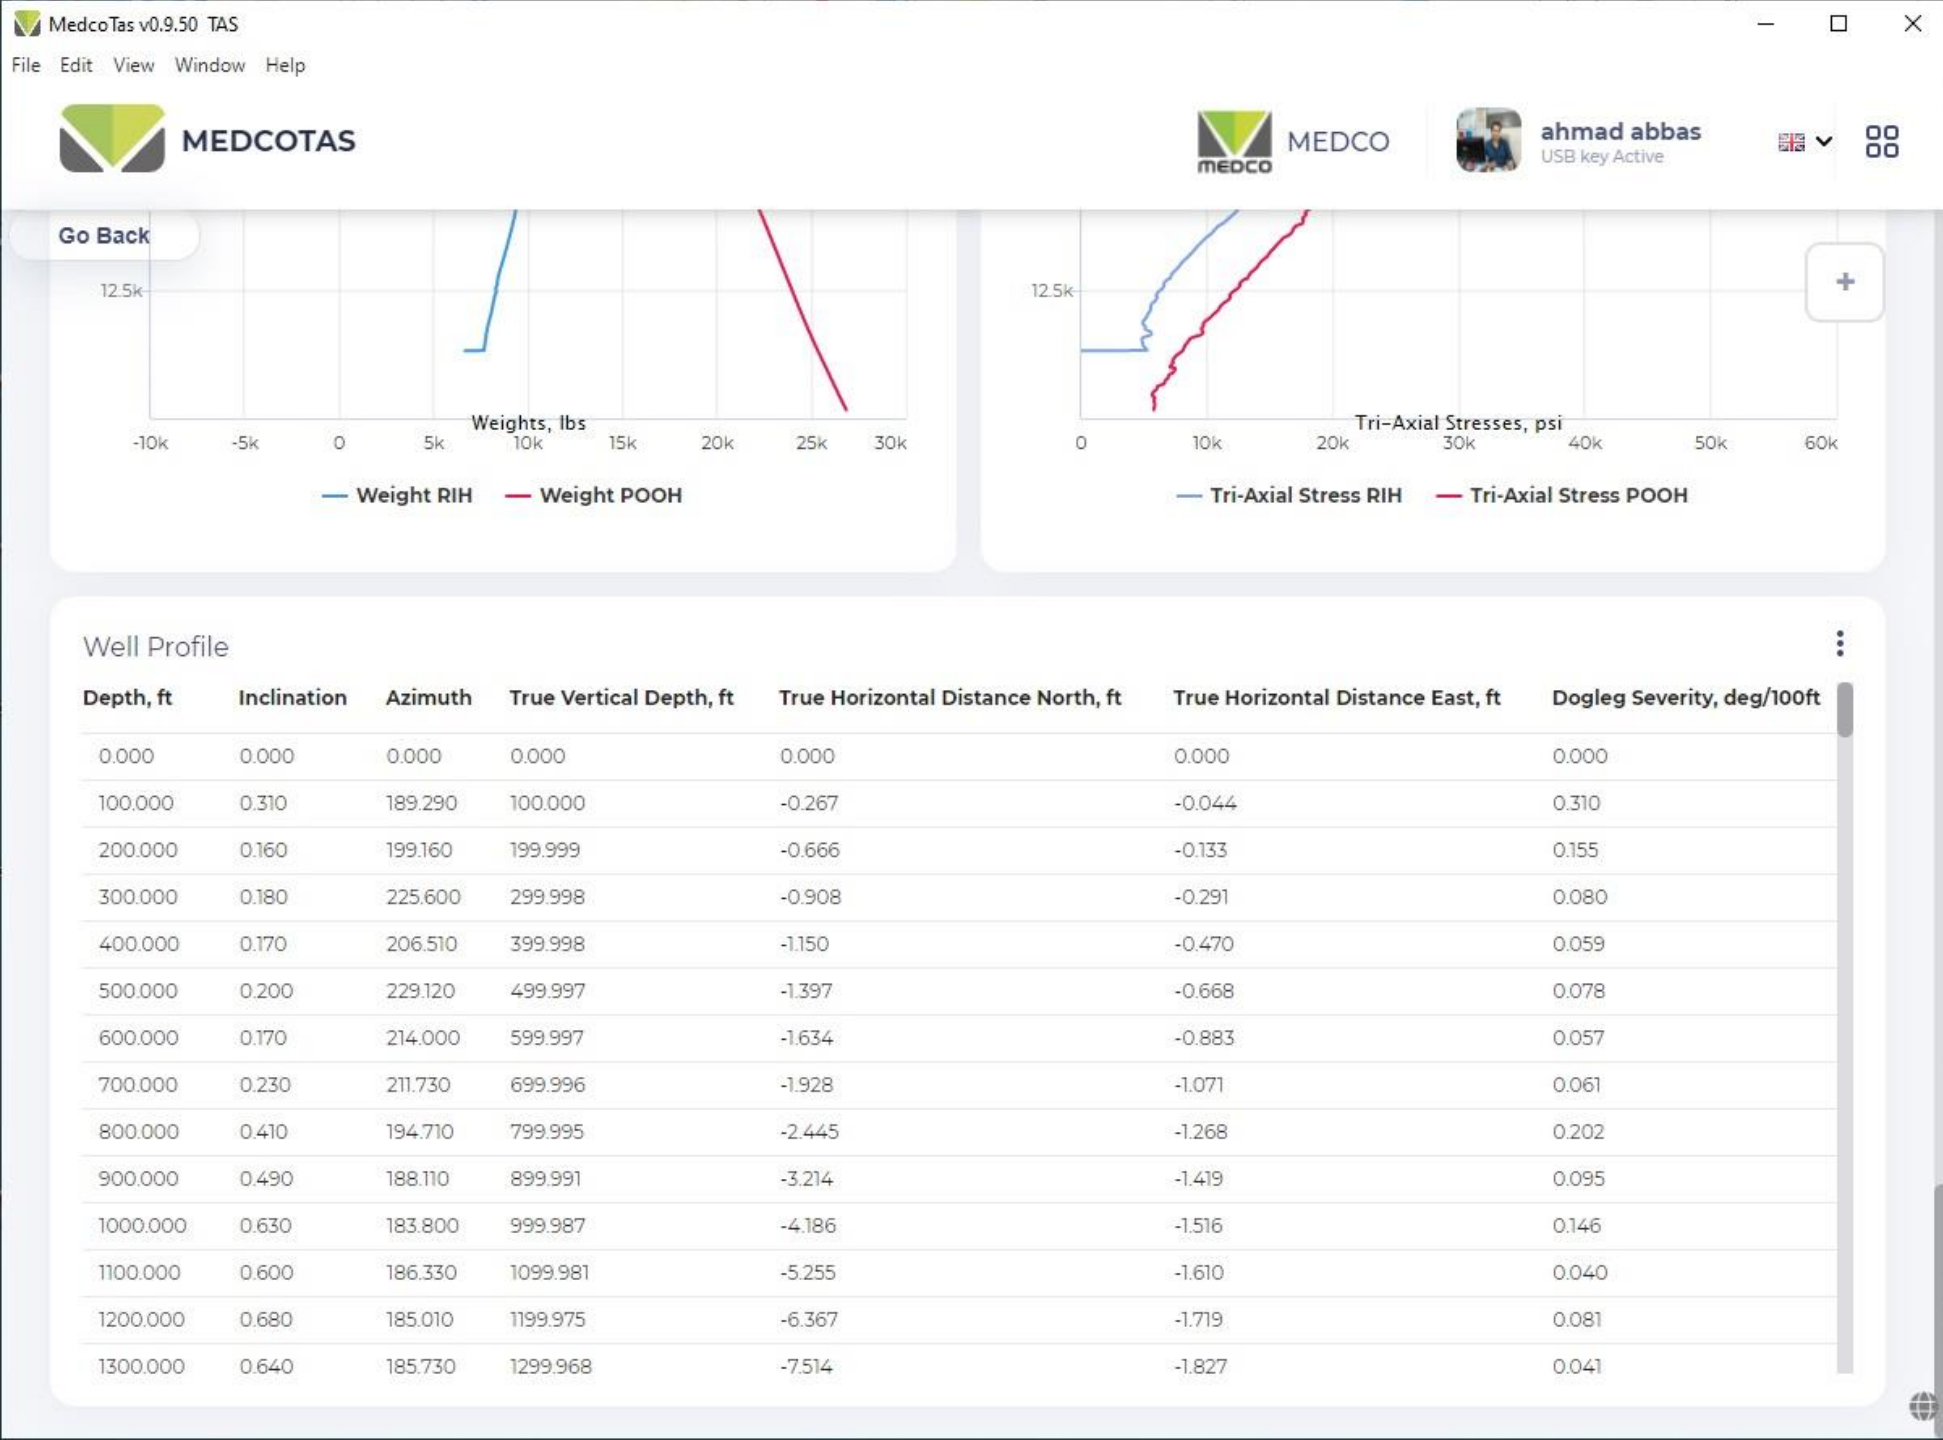 MedcoTas v0.9.50 TAS
File Edit View Window Help
MEDCOTAS
MEDCO
MEDCO
ahmad abbas
USB key Active
Go Back
12.5k
Weights, lbs
-10k -5k 0 5k 10k 15k 20k 25k 30k
Weight RIH Weight POOH
12.5k
+
Tri-Axial Stresses, psi
0 10k 20k 30k 40k 50k 60k
Tri-Axial Stress RIH Tri-Axial Stress POOH
Well Profile
Depth, ft Inclination Azimuth True Vertical Depth, ft True Horizontal Distance North, ft True Horizontal Distance East, ft Dogleg Severity, deg/100ft
0.000 0.000 0.000 0.000 0.000 0.000 0.000
100.000 0.310 189.290 100.000 -0.267 -0.044 0.310
200.000 0.160 199.160 199.999 -0.666 -0.133 0.155
300.000 0.180 225.600 299.998 -0.908 -0.291 0.080
400.000 0.170 206.510 399.998 -1.150 -0.470 0.059
500.000 0.200 229.120 499.997 -1.397 -0.668 0.078
600.000 0.170 214.000 599.997 -1.634 -0.883 0.057
700.000 0.230 211.730 699.996 -1.928 -1.071 0.061
800.000 0.410 194.710 799.995 -2.445 -1.268 0.202
900.000 0.490 188.110 899.991 -3.214 -1.419 0.095
1000.000 0.630 183.800 999.987 -4.186 -1.516 0.146
1100.000 0.600 186.330 1099.981 -5.255 -1.610 0.040
1200.000 0.680 185.010 1199.975 -6.367 -1.719 0.081
1300.000 0.640 185.730 1299.968 -7.514 -1.827 0.041